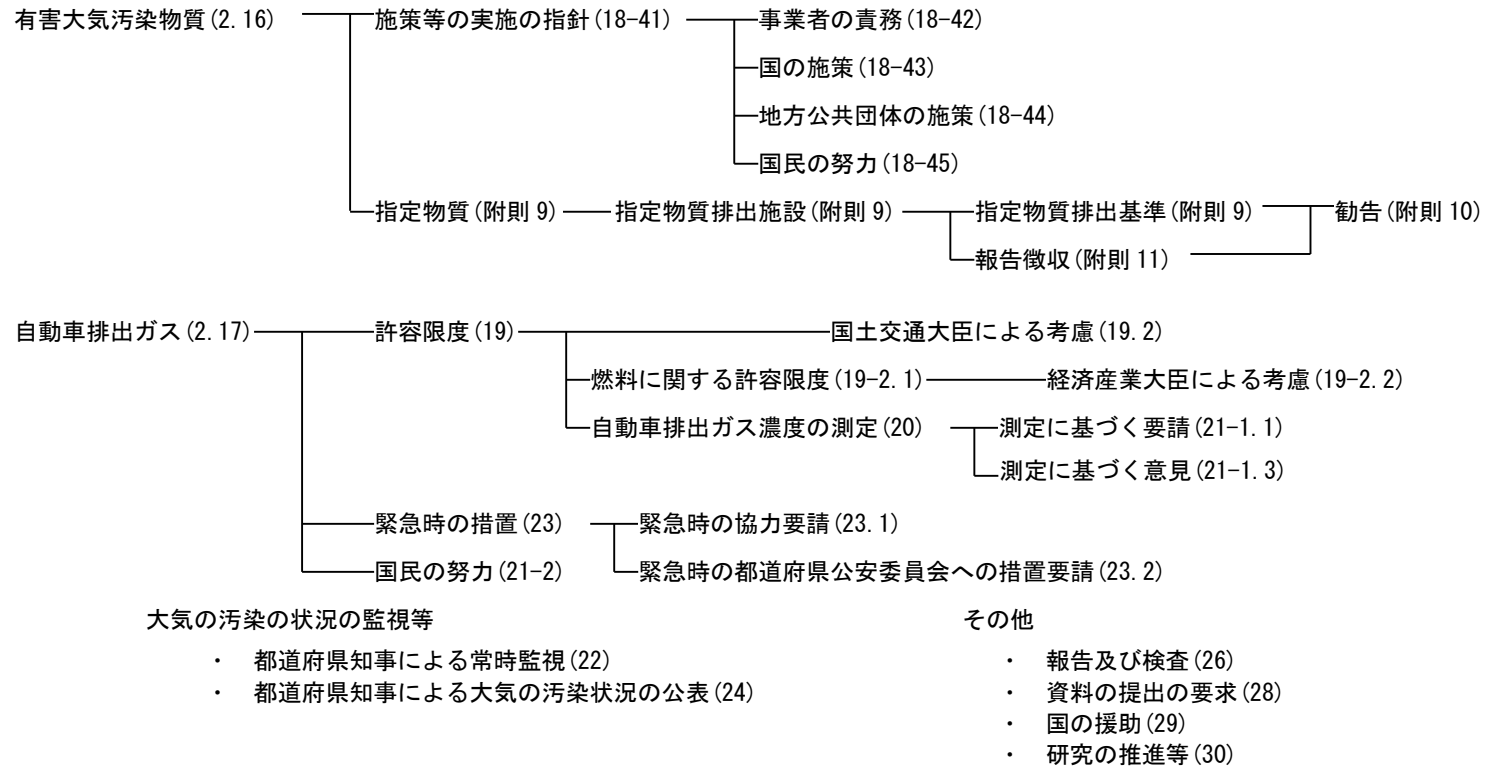 有害大気汚染物質(2.16) 施策等の実施の指針(18-41) 事業者の責務(18-42)
国の施策(18-43)
地方公共団体の施策(18-44)
国民の努力(18-45)
指定物質(附則 9) 指定物質排出施設(附則 9) 指定物質排出基準(附則 9) 勧告(附則 10)
報告徴収(附則 11)
自動車排出ガス(2.17) 許容限度(19) 国土交通大臣による考慮(19.2)
燃料に関する許容限度(19-2.1) 経済産業大臣による考慮(19-2.2)
自動車排出ガス濃度の測定(20) 測定に基づく要請(21-1.1)
測定に基づく意見(21-1.3)
緊急時の措置(23) 緊急時の協力要請(23.1)
国民の努力(21-2) 緊急時の都道府県公安委員会への措置要請(23.2)
大気の汚染の状況の監視等 その他
・ 都道府県知事による常時監視(22) ・ 報告及び検査(26)
・ 都道府県知事による大気の汚染状況の公表(24) ・ 資料の提出の要求(28)
・ 国の援助(29)
・ 研究の推進等(30)